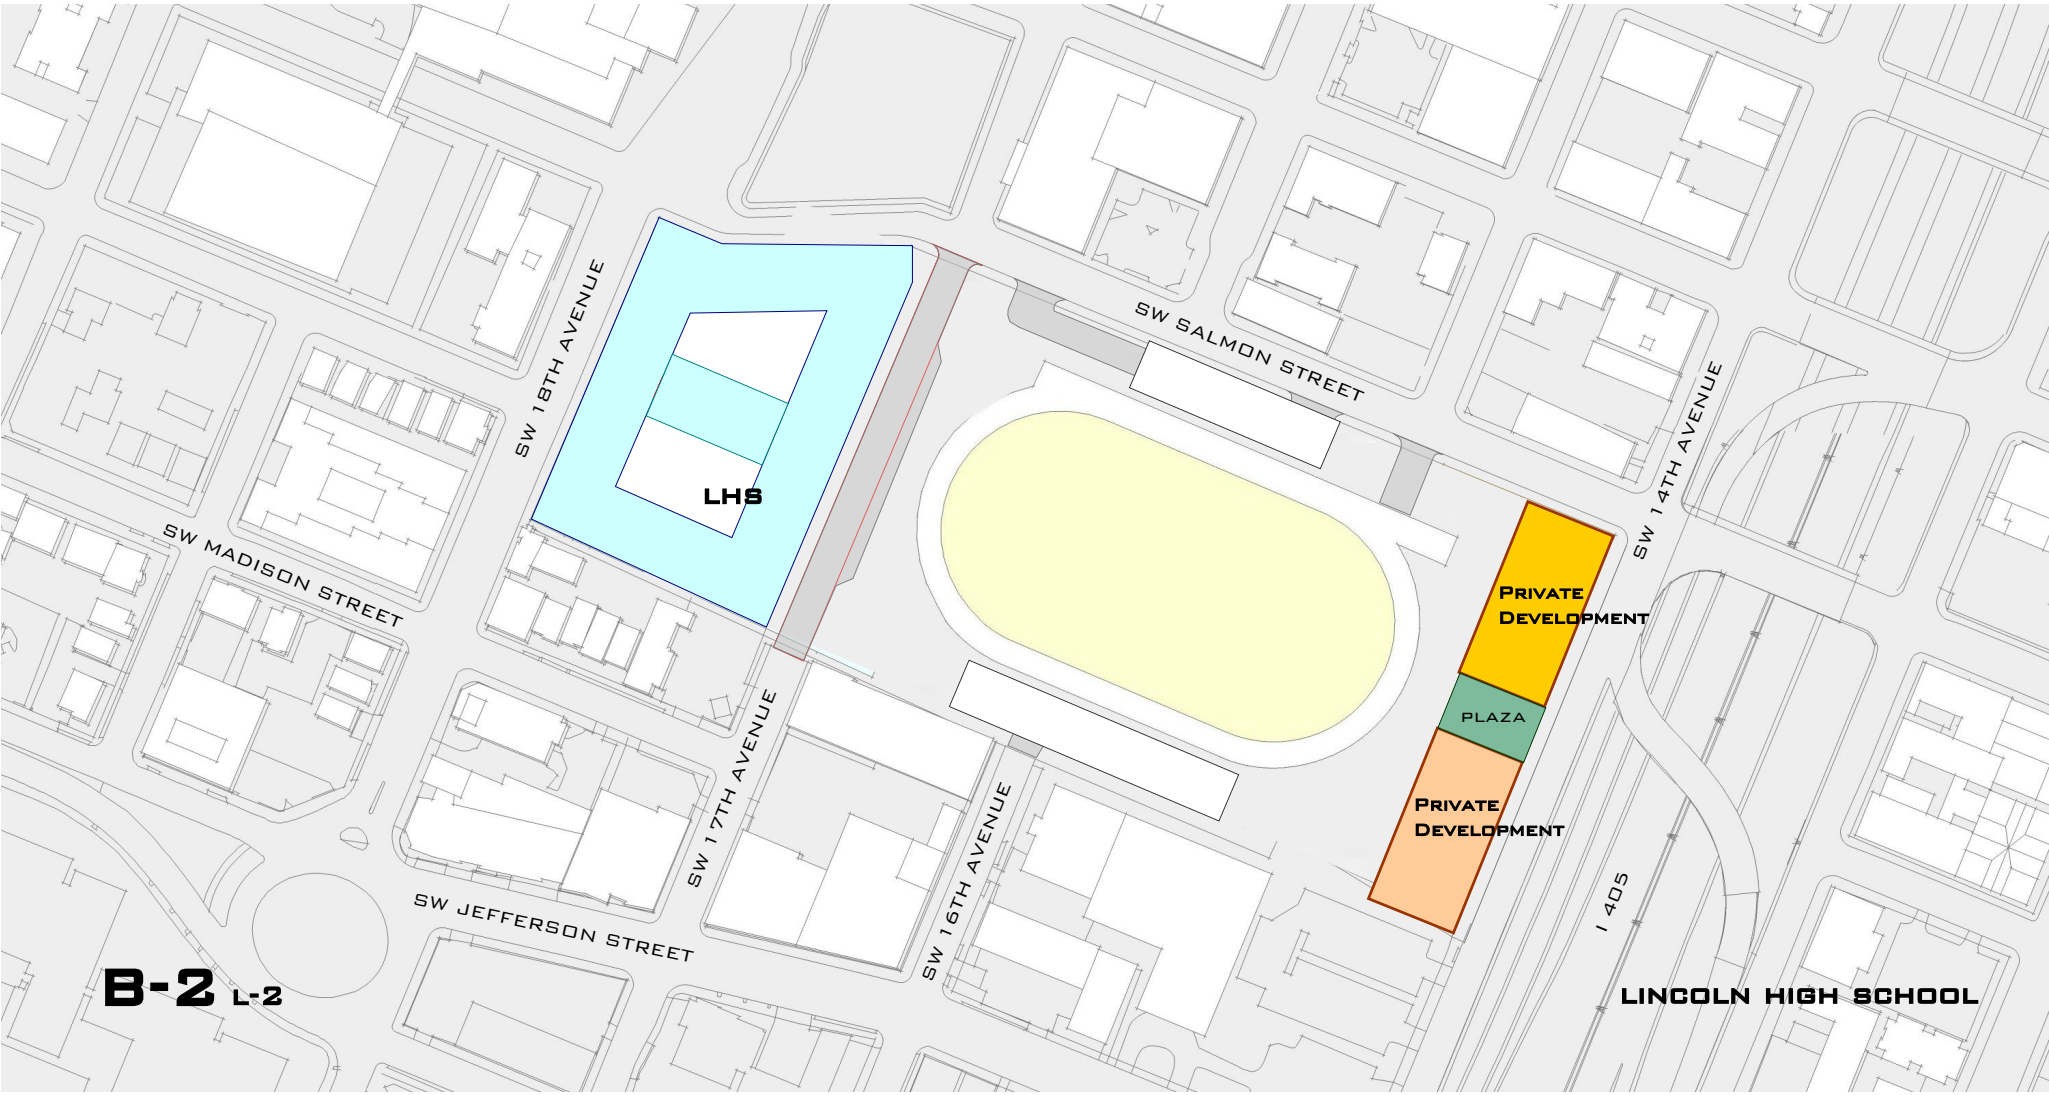 SW SALMON STREET
SW 18TH AVENUE
SW 14TH AVENUE
LHS
SW MADISON STREET
PRIVATE
DEVELOPMENT
PLAZA
PRIVATE
DEVELOPMENT
SW 17TH AVENUE
SW 16TH AVENUE
I 405
SW JEFFERSON STREET
B-2 L-2
LINCOLN HIGH SCHOOL